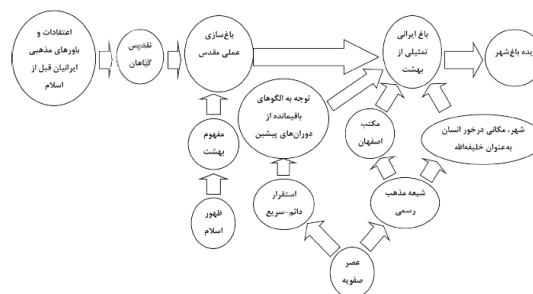 اعتقادات و
باورهای مذهبی
ایرانیان قبل از
اسلام
تقدیس
گیاهان
باغ‌سازی
عملی مقدس
باغ ایرانی
تمثیلی از
بهشت
ایده باغ‌شهر
مفهوم
بهشت
توجه به الگوهای
باقیمانده از
دوران‌های پیشین
مکتب
اصفهان
شهر، مکانی درخور انسان
به‌عنوان خلیفه‌الله
ظهور
اسلام
استقرار
دائم-سریع
شیعه مذهب
رسمی
عصر
صفویه